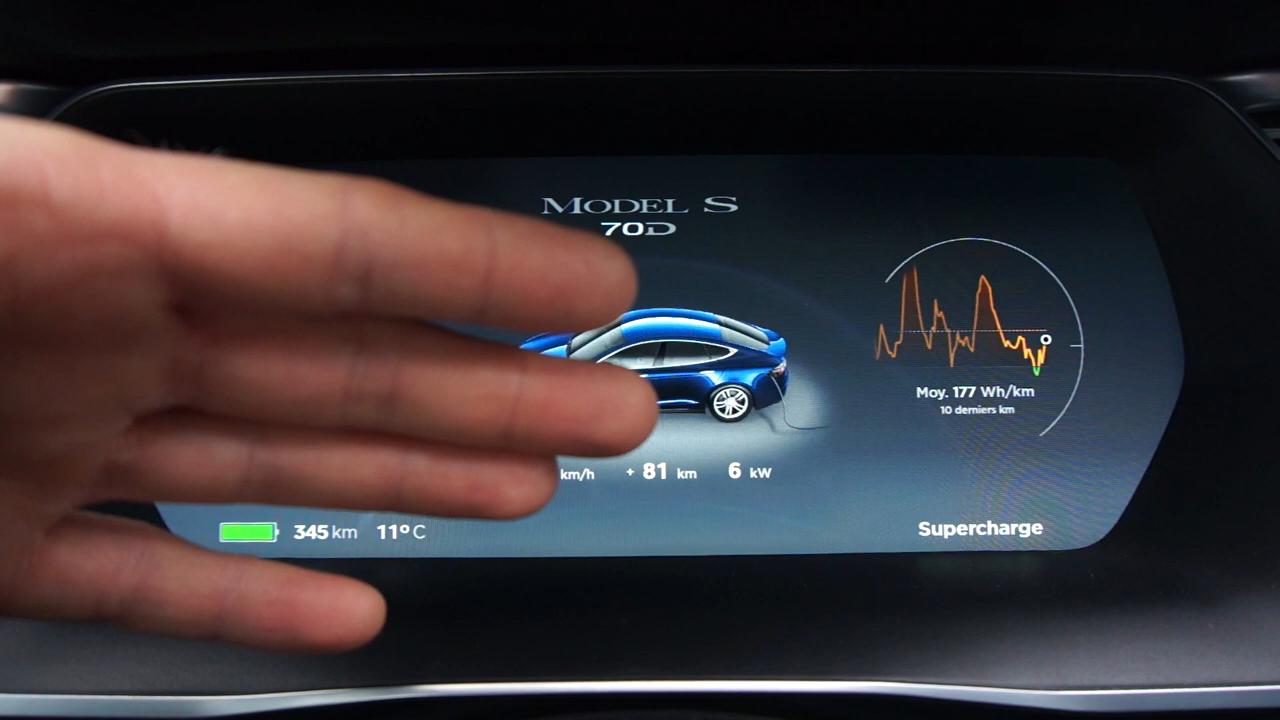 MODEL S
70D
Moy. 177 Wh/km
10 derniers km
km/h + 81 km 6 kW
345 km 11°C
Supercharge